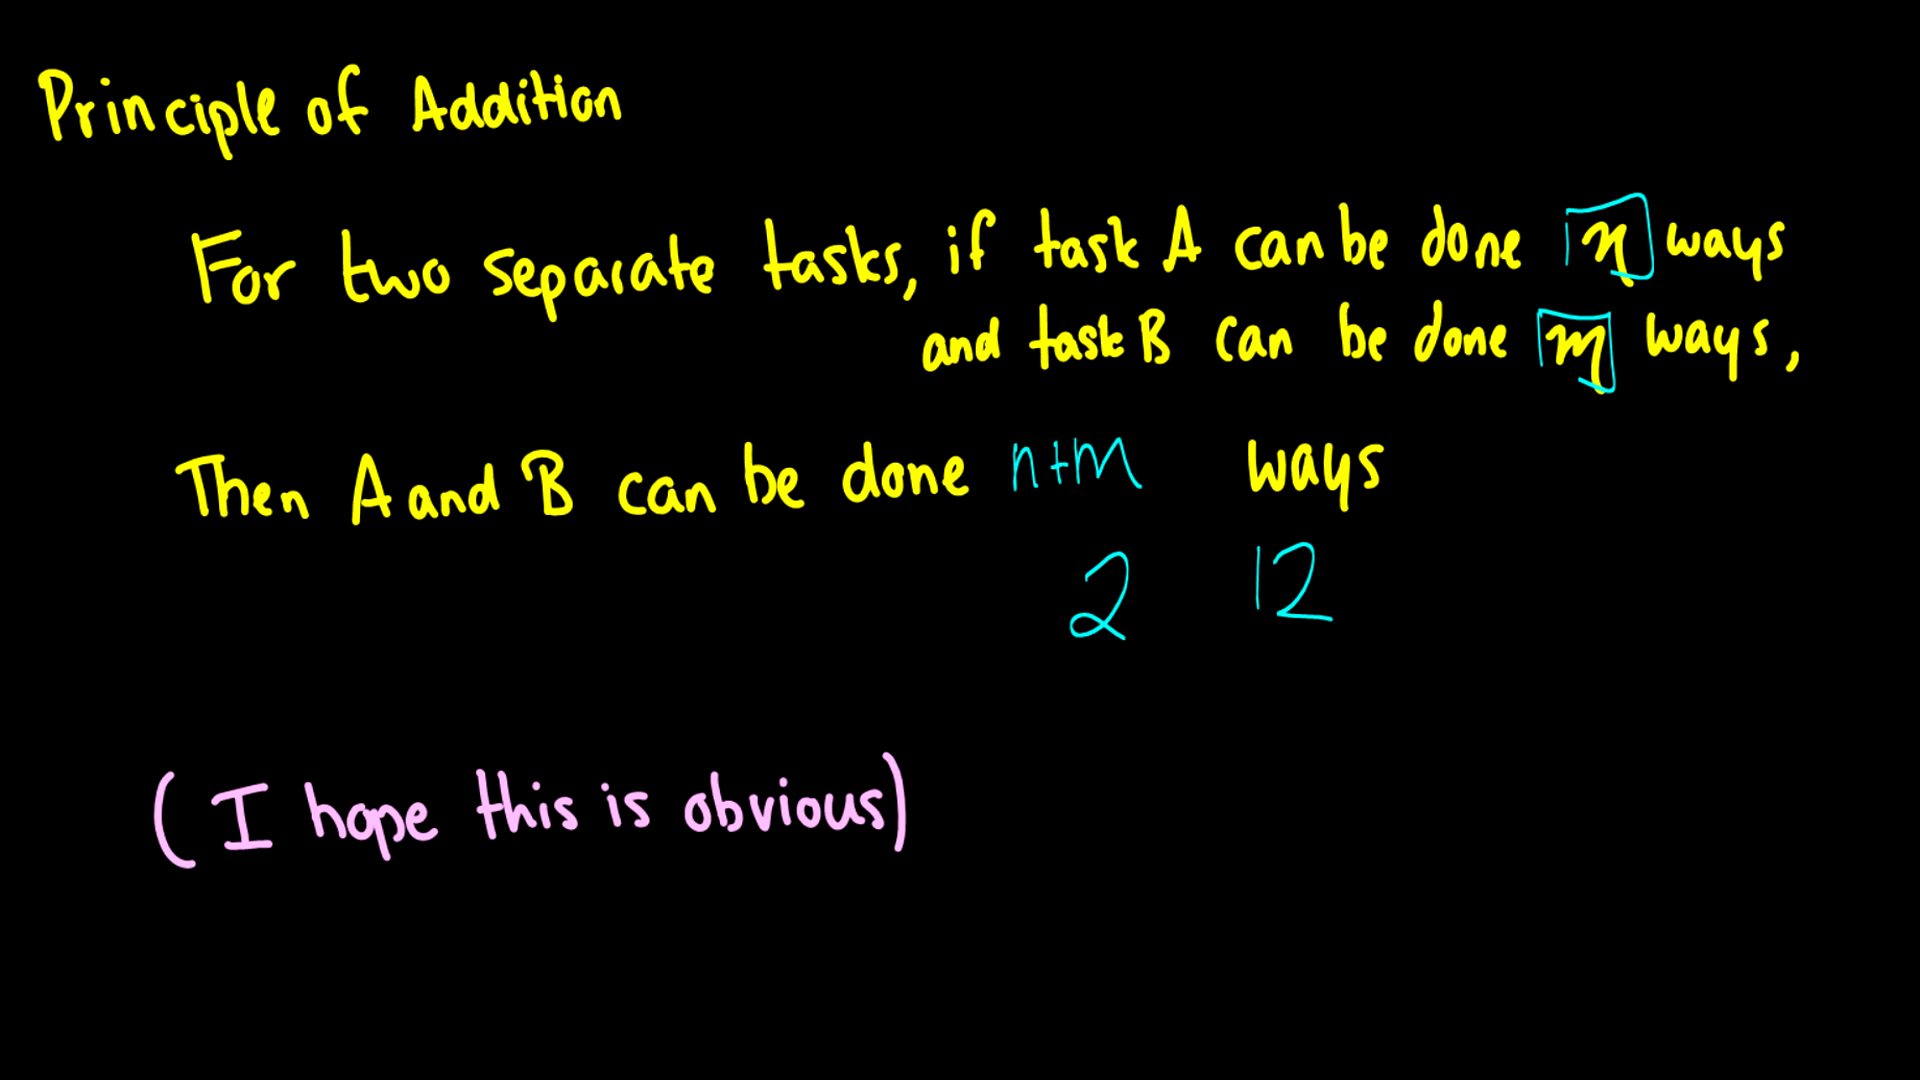 Principle of Addition
For two separate tasks, if task A can be done n ways
and task B can be done m ways,
Then A and B can be done n+m ways
2 12
(I hope this is obvious)